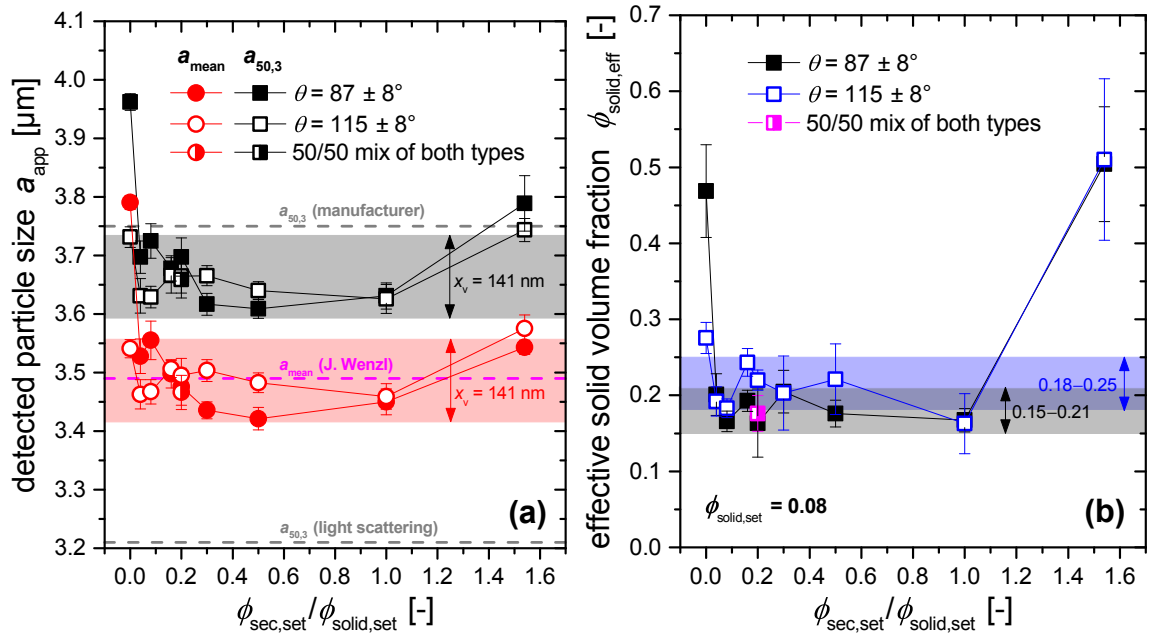 4.1
4.0
3.9
3.8
3.7
3.6
3.5
3.4
3.3
3.2
detected particle size a_app [µm]
a_mean a_50,3
θ = 87 ± 8°
θ = 115 ± 8°
50/50 mix of both types
a_50,3 (manufacturer)
x_v = 141 nm
a_mean (J. Wenzl)
x_v = 141 nm
a_50,3 (light scattering)
(a)
0.0 0.2 0.4 0.6 0.8 1.0 1.2 1.4 1.6
ϕ_sec,set/ϕ_solid,set [-]
0.7
0.6
0.5
0.4
0.3
0.2
0.1
0.0
effective solid volume fraction ϕ_solid,eff [-]
θ = 87 ± 8°
θ = 115 ± 8°
50/50 mix of both types
0.18–0.25
0.15–0.21
ϕ_solid,set = 0.08
(b)
0.0 0.2 0.4 0.6 0.8 1.0 1.2 1.4 1.6
ϕ_sec,set/ϕ_solid,set [-]